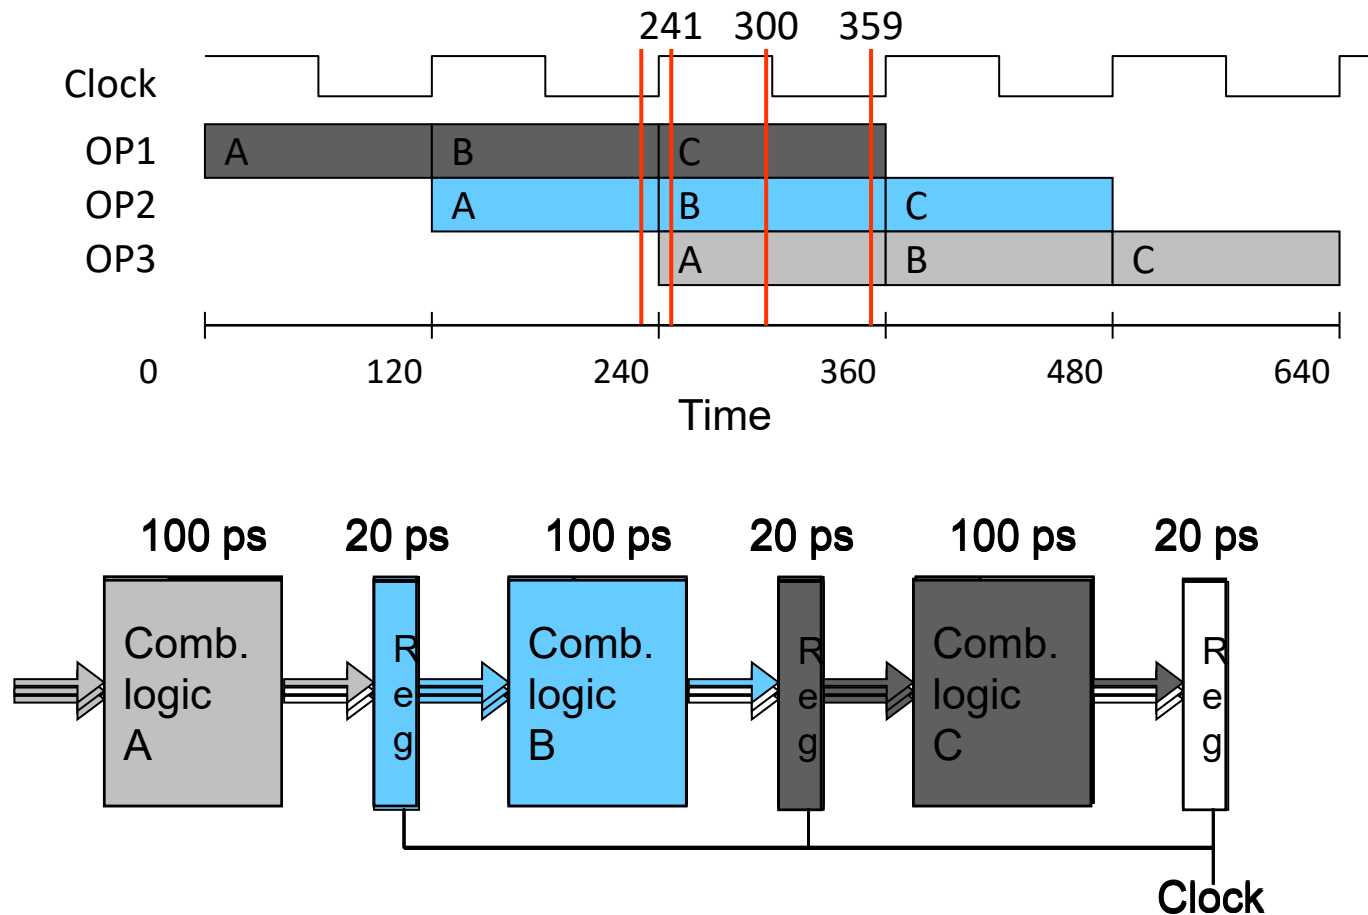 241 300 359
Clock
OP1 A B C
OP2 A B C
OP3 A B C
0 120 240 360 480 640
Time
100 ps 20 ps 100 ps 20 ps 100 ps 20 ps
Comb.
logic
A
R
e
g
Comb.
logic
B
R
e
g
Comb.
logic
C
R
e
g
Clock